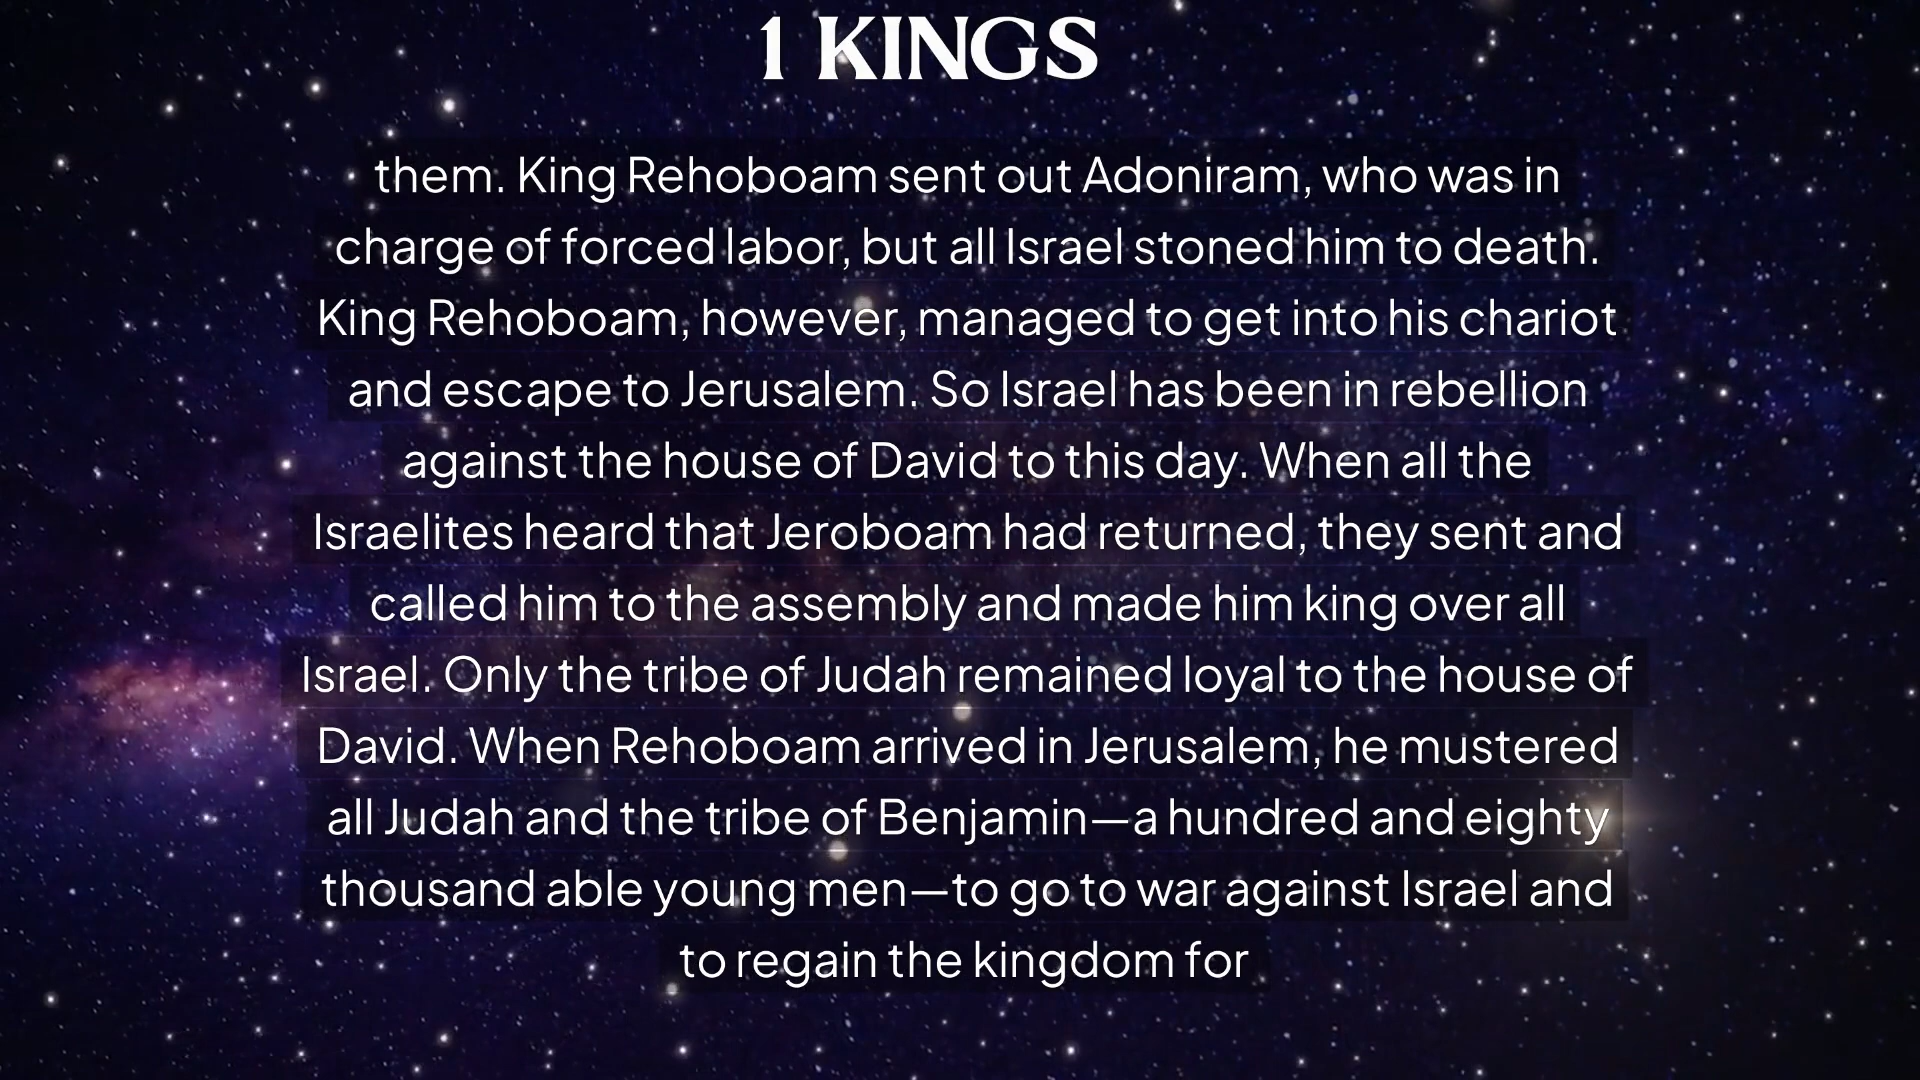 1 KINGS
them. King Rehoboam sent out Adoniram, who was in
charge of forced labor, but all Israel stoned him to death.
King Rehoboam, however, managed to get into his chariot
and escape to Jerusalem. So Israel has been in rebellion
against the house of David to this day. When all the
Israelites heard that Jeroboam had returned, they sent and
called him to the assembly and made him king over all
Israel. Only the tribe of Judah remained loyal to the house of
David. When Rehoboam arrived in Jerusalem, he mustered
all Judah and the tribe of Benjamin—a hundred and eighty
thousand able young men—to go to war against Israel and
to regain the kingdom for